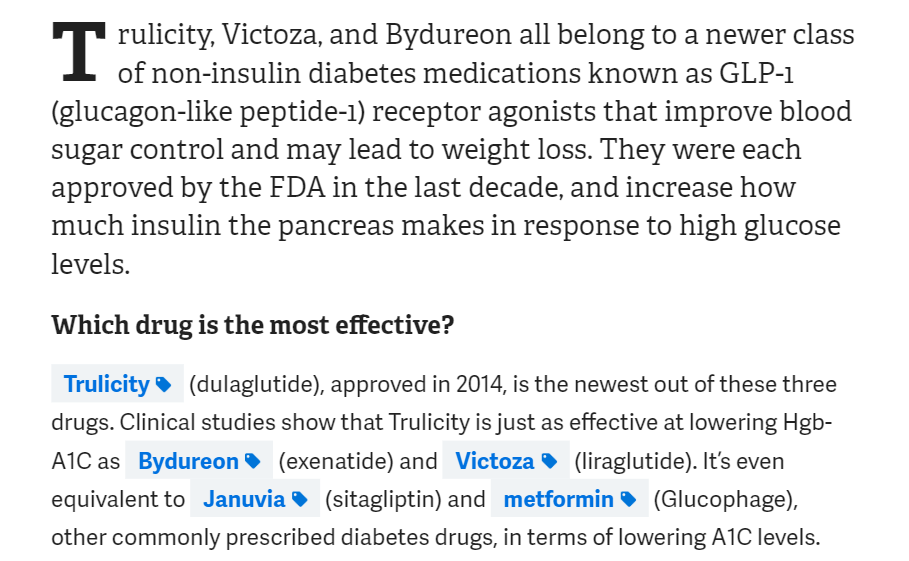 Trulicity, Victoza, and Bydureon all belong to a newer class
of non-insulin diabetes medications known as GLP-1
(glucagon-like peptide-1) receptor agonists that improve blood
sugar control and may lead to weight loss. They were each
approved by the FDA in the last decade, and increase how
much insulin the pancreas makes in response to high glucose
levels.
Which drug is the most effective?
Trulicity (dulaglutide), approved in 2014, is the newest out of these three
drugs. Clinical studies show that Trulicity is just as effective at lowering Hgb-
A1C as Bydureon (exenatide) and Victoza (liraglutide). It's even
equivalent to Januvia (sitagliptin) and metformin (Glucophage),
other commonly prescribed diabetes drugs, in terms of lowering A1C levels.